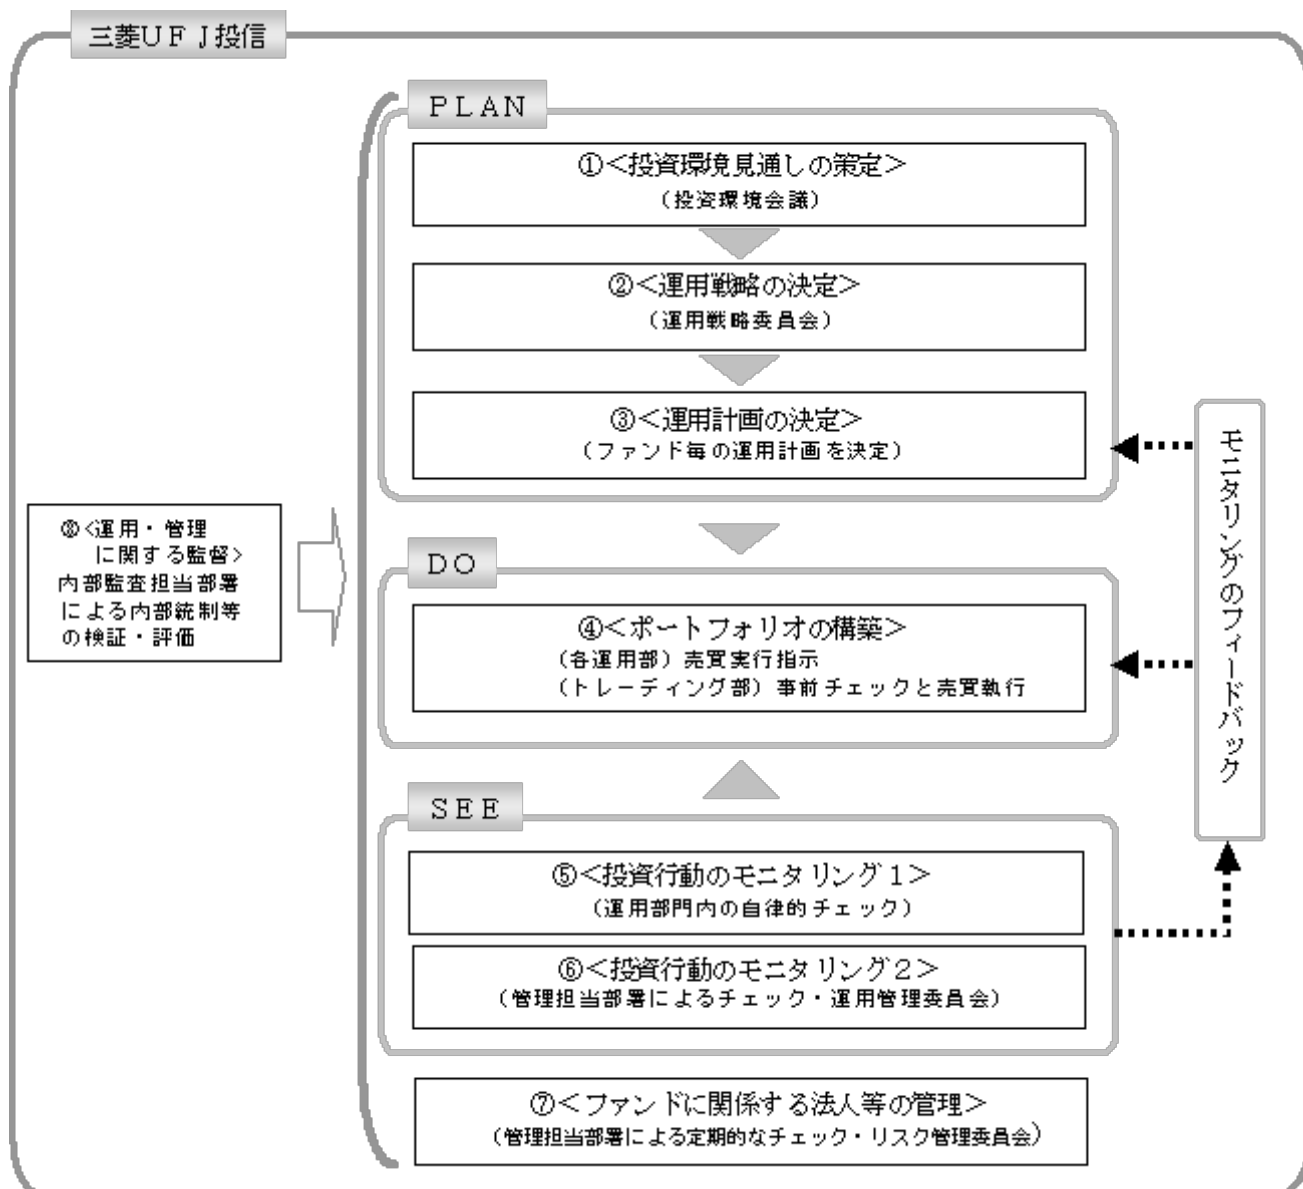 三菱UFJ投信
PLAN
①<投資環境見通しの策定>
(投資環境会議)
②<運用戦略の決定>
(運用戦略委員会)
③<運用計画の決定>
(ファンド毎の運用計画を決定)
⑧<運用・管理
に関する監督>
内部監査担当部署
による内部統制等
の検証・評価
DO
④<ポートフォリオの構築>
(各運用部)売買実行指示
(トレーディング部)事前チェックと売買執行
モニタリングのフィードバック
SEE
⑤<投資行動のモニタリング1>
(運用部門内の自律的チェック)
⑥<投資行動のモニタリング2>
(管理担当部署によるチェック・運用管理委員会)
⑦<ファンドに関係する法人等の管理>
(管理担当部署による定期的なチェック・リスク管理委員会)